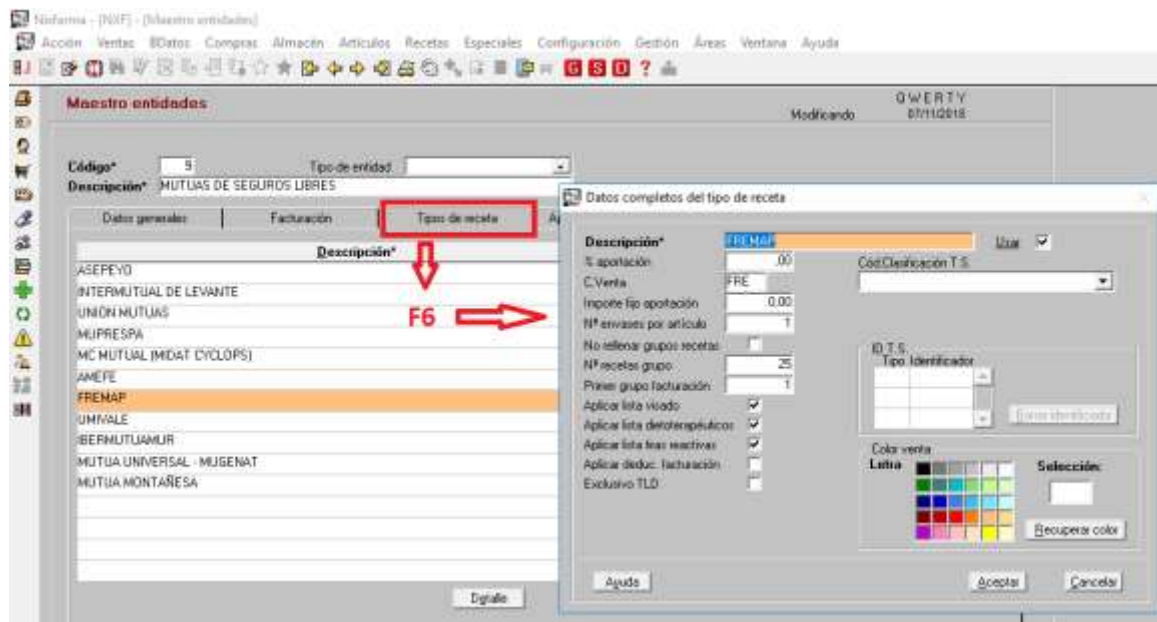 Nixfarma - [NXF] - [Maestro entidades]
Acción Ventas BDatos Compras Almacén Artículos Recetas Especiales Configuración Gestión Áreas Ventana Ayuda
G S O ?
Maestro entidades
Modificando
QWERTY
07/11/2018
Código* 9 Tipo de entidad
Descripción* MUTUAS DE SEGUROS LIBRES
Datos generales Facturación Tipos de receta
Descripción*
ASEPEYO
INTERMUTUAL DE LEVANTE
UNION MUTUAS
MUPRESPA
MC MUTUAL (MIDAT CYCLOPS)
AMEFE
FREMAP
UMIVALE
IBERMUTUAMUR
MUTUA UNIVERSAL - MUGENAT
MUTUA MONTAÑESA
Detalle
F6
Datos completos del tipo de receta
Descripción* FREMAP Usar
% aportación .00
C.Venta FRE
Importe fijo aportación 0.00
Nª envases por artículo 1
No rellenar grupos recetas
Nª recetas grupo 25
Primer grupo facturación 1
Aplicar lista visado
Aplicar lista dietoterapéuticos
Aplicar lista tiras reactivas
Aplicar deduc. facturación
Exclusivo TLD
Cód.Clasificación T.S.
ID T.S.
Tipo Identificador
Borrar identificador
Color venta
Letra
Selección:
Recuperar color
Ayuda Aceptar Cancelar